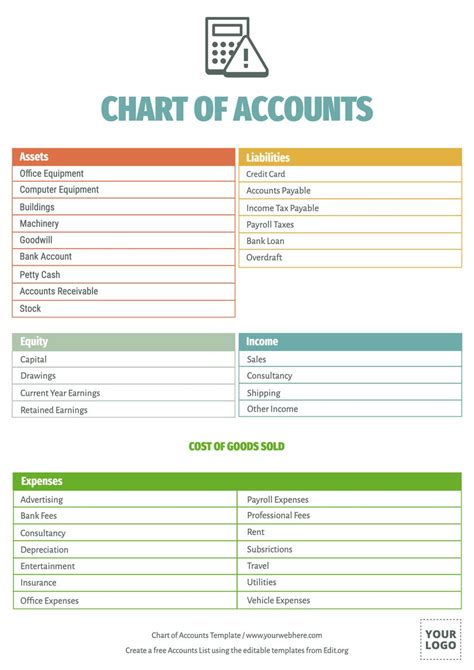 CHART OF ACCOUNTS
Assets
Office Equipment
Computer Equipment
Buildings
Machinery
Goodwill
Bank Account
Petty Cash
Accounts Receivable
Stock
Liabilities
Credit Card
Accounts Payable
Income Tax Payable
Payroll Taxes
Bank Loan
Overdraft
Equity
Capital
Drawings
Current Year Earnings
Retained Earnings
Income
Sales
Consultancy
Shipping
Other Income
COST OF GOODS SOLD
Expenses
Advertising
Bank Fees
Consultancy
Depreciation
Entertainment
Insurance
Office Expenses
Payroll Expenses
Professional Fees
Rent
Subsrictions
Travel
Utilities
Vehicle Expenses
Chart of Accounts Template / www.yourwebhere.com
Create a free Accounts List using the editable templates from Edit.org
YOUR
LOGO